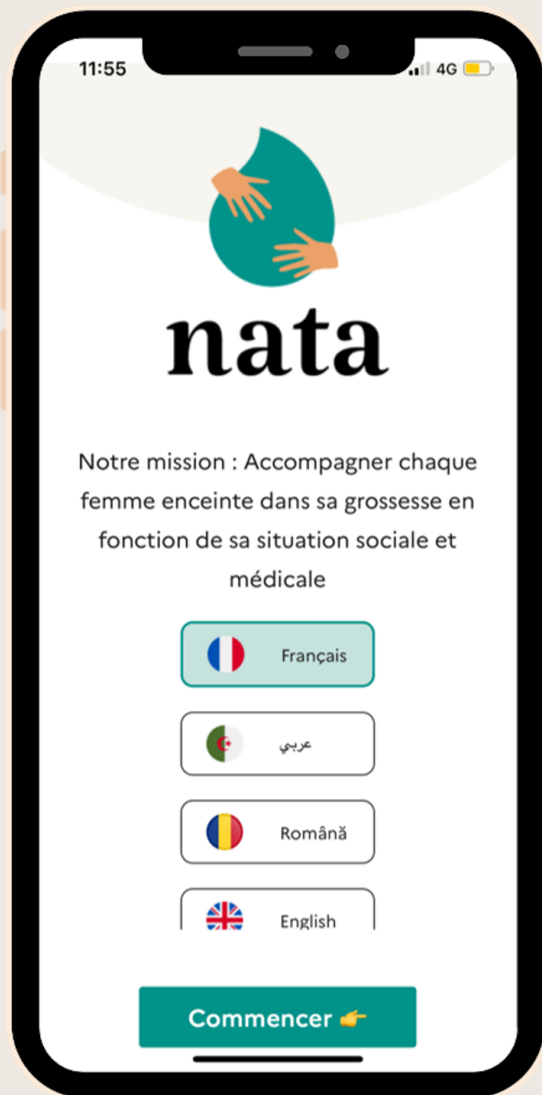 11:55
4G
nata
Notre mission : Accompagner chaque
femme enceinte dans sa grossesse en
fonction de sa situation sociale et
médicale
Français
عربي
Română
English
Commencer